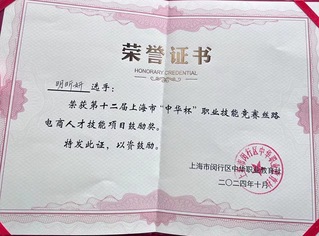 荣誉证书
HONORARY CREDENTIAL
明昕妍 选手:
荣获第十二届上海市“中华杯”职业技能竞赛丝路
电商人才技能项目鼓励奖。
特发此证,以资鼓励。
上海市闵行区中华职业教育社
二〇二四年十月